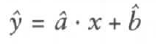 ŷ = â · x + b̂